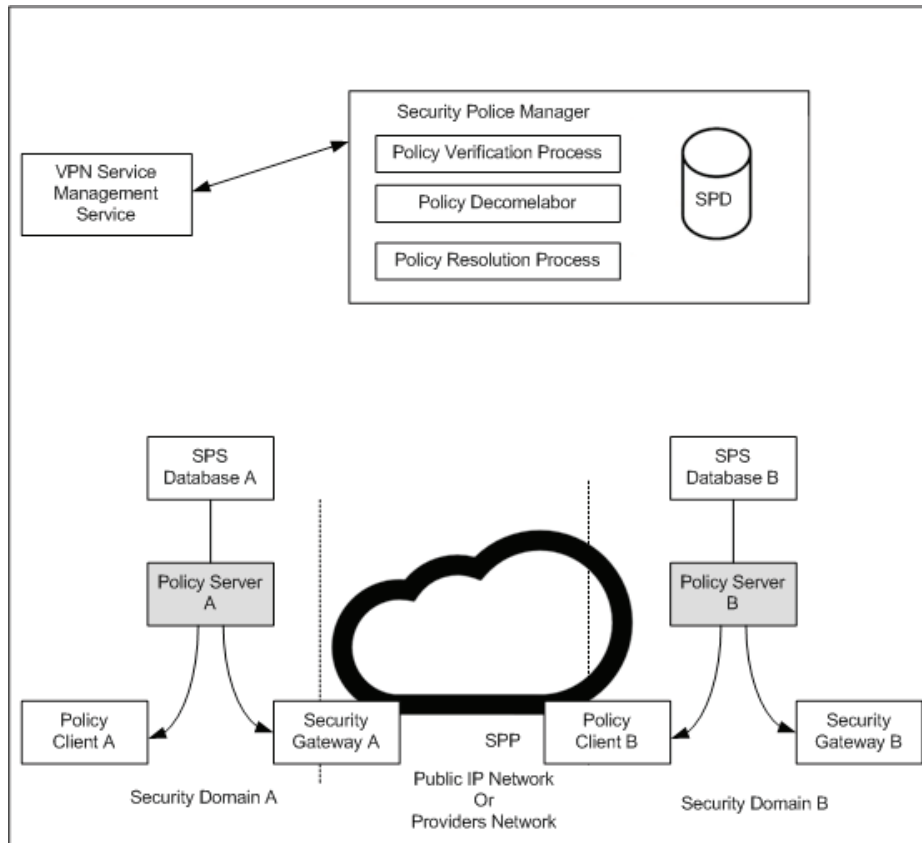 Security Police Manager
Policy Verification Process
VPN Service
Management
Service
Policy Decomelabor
SPD
Policy Resolution Process
SPS
Database A
SPS
Database B
Policy Server
A
Policy Server
B
Policy
Client A
Security
Gateway A
SPP
Policy
Client B
Security
Gateway B
Security Domain A
Public IP Network
Or
Providers Network
Security Domain B